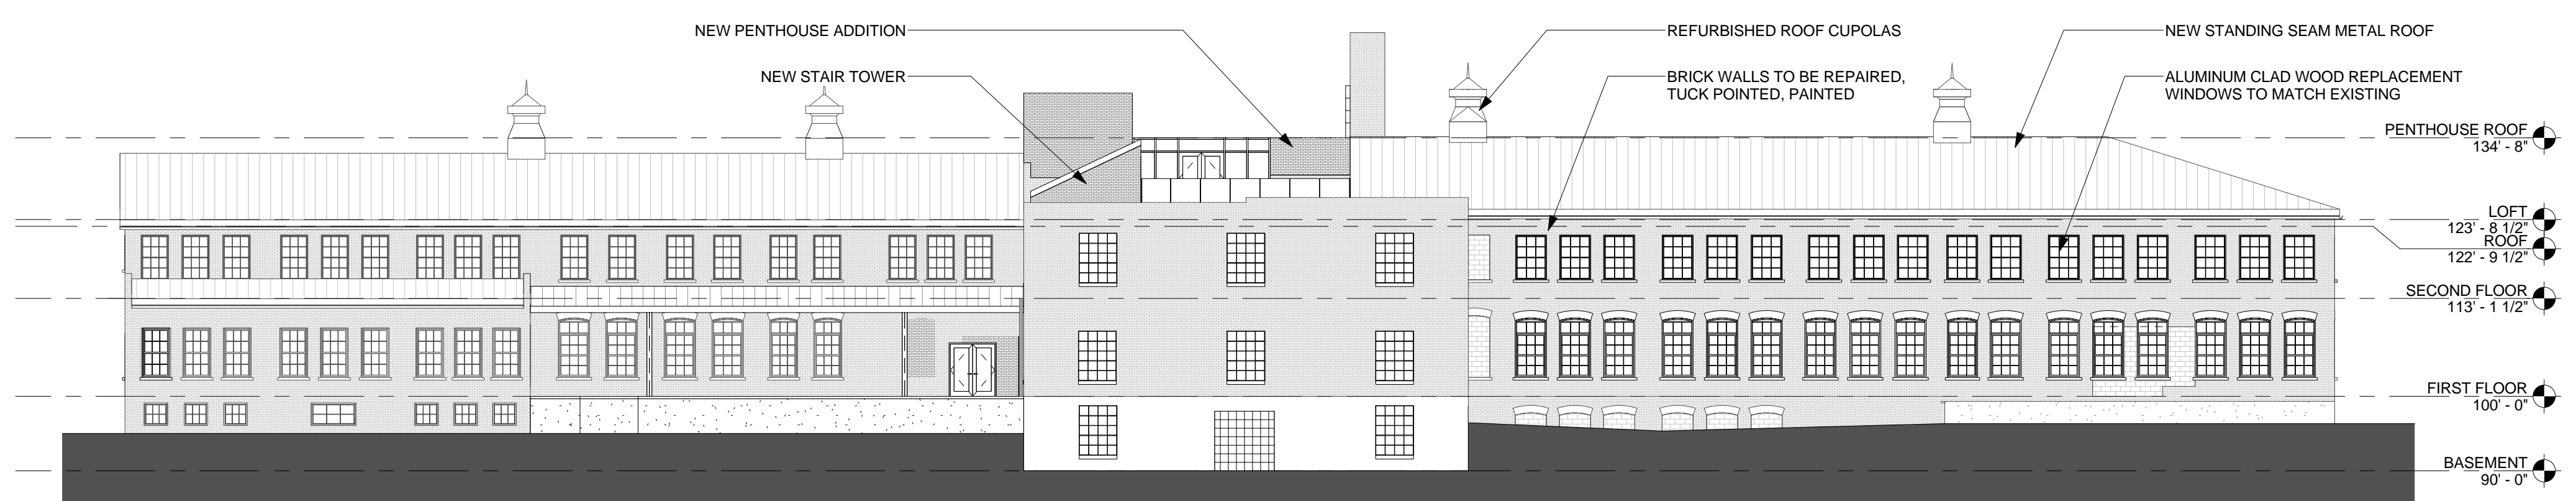 NEW PENTHOUSE ADDITION
NEW STAIR TOWER
REFURBISHED ROOF CUPOLAS
BRICK WALLS TO BE REPAIRED,
TUCK POINTED, PAINTED
NEW STANDING SEAM METAL ROOF
ALUMINUM CLAD WOOD REPLACEMENT
WINDOWS TO MATCH EXISTING
PENTHOUSE ROOF
134' - 8"
LOFT
123' - 8 1/2"
ROOF
122' - 9 1/2"
SECOND FLOOR
113' - 1 1/2"
FIRST FLOOR
100' - 0"
BASEMENT
90' - 0"